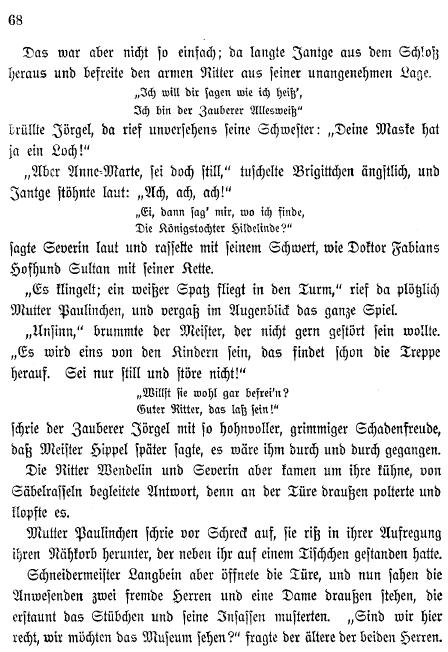 68
Das war aber nicht so einfach; da langte Jantge aus dem Schloß
heraus und befreite den armen Ritter aus seiner unangenehmen Lage.
„Ich will dir sagen wie ich heiß',
Ich bin der Zauberer Allesweiß“
brüllte Jörgel, da rief unversehens seine Schwester: „Deine Maske hat
ja ein Loch!“
„Aber Anne-Marte, sei doch still,“ tuschelte Brigittchen ängstlich, und
Jantge stöhnte laut: „Ach, ach, ach!“
„Ei, dann sag' mir, wo ich finde,
Die Königstochter Hildelinde?“
sagte Severin laut und rasselte mit seinem Schwert, wie Doktor Fabians
Hofhund Sultan mit seiner Kette.
„Es klingelt; ein weißer Spatz fliegt in den Turm,“ rief da plötzlich
Mutter Paulinchen, und vergaß im Augenblick das ganze Spiel.
„Unsinn,“ brummte der Meister, der nicht gern gestört sein wollte.
„Es wird eins von den Kindern sein, das findet schon die Treppe
herauf. Sei nur still und störe nicht!“
„Willst sie wohl gar befrei'n?
Guter Ritter, das laß sein!“
schrie der Zauberer Jörgel mit so hohnvoller, grimmiger Schadenfreude,
daß Meister Hippel später sagte, es wäre ihm durch und durch gegangen.
Die Ritter Wendelin und Severin aber kamen um ihre kühne, von
Säbelrasseln begleitete Antwort, denn an der Türe draußen polterte und
klopfte es.
Mutter Paulinchen schrie vor Schreck auf, sie riß in ihrer Aufregung
ihren Nähkorb herunter, der neben ihr auf einem Tischchen gestanden hatte.
Schneidermeister Langbein aber öffnete die Türe, und nun sahen die
Anwesenden zwei fremde Herren und eine Dame draußen stehen, die
erstaunt das Stübchen und seine Insassen musterten. „Sind wir hier
recht, wir möchten das Museum sehen?“ fragte der ältere der beiden Herren.